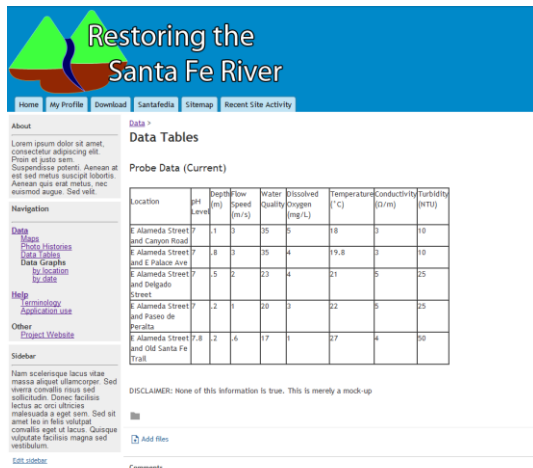 Restoring the
Santa Fe River
Home My Profile Download Santafedia Sitemap Recent Site Activity
About
Lorem ipsum dolor sit amet,
consectetur adipiscing elit.
Proin et justo sem.
Suspendisse potenti. Aenean at
est sed metus suscipit lobortis.
Aenean quis erat metus, nec
euismod augue. Sed velit.
Navigation
Data
Maps
Photo Histories
Data Tables
Data Graphs
by location
by date
Help
Terminology
Application use
Other
Project Website
Sidebar
Nam scelerisque lacus vitae
massa aliquet ullamcorper. Sed
viverra convallis risus sed
sollicitudin. Donec facilisis
lectus ac orci ultricies
malesuada a eget sem. Sed sit
amet leo in felis volutpat
convallis eget ut lacus. Quisque
vulputate facilisis magna sed
vestibulum.
Edit sidebar
Data >
Data Tables
Probe Data (Current)
Location pH Level Depth (m) Flow Speed (m/s) Water Quality Dissolved Oxygen (mg/L) Temperature (˚C) Conductivity (Ω/m) Turbidity (NTU)
E Alameda Street and Canyon Road 7 .1 3 35 5 18 3 10
E Alameda Street and E Palace Ave 7 .8 3 35 4 19.8 3 10
E Alameda Street and Delgado Street 7 .5 2 23 4 21 5 25
E Alameda Street and Paseo de Peralta 7 .2 1 20 3 22 5 25
E Alameda Street and Old Santa Fe Trail 7.8 .2 .6 17 1 27 4 50
DISCLAIMER: None of this information is true. This is merely a mock-up
Add files
Comments